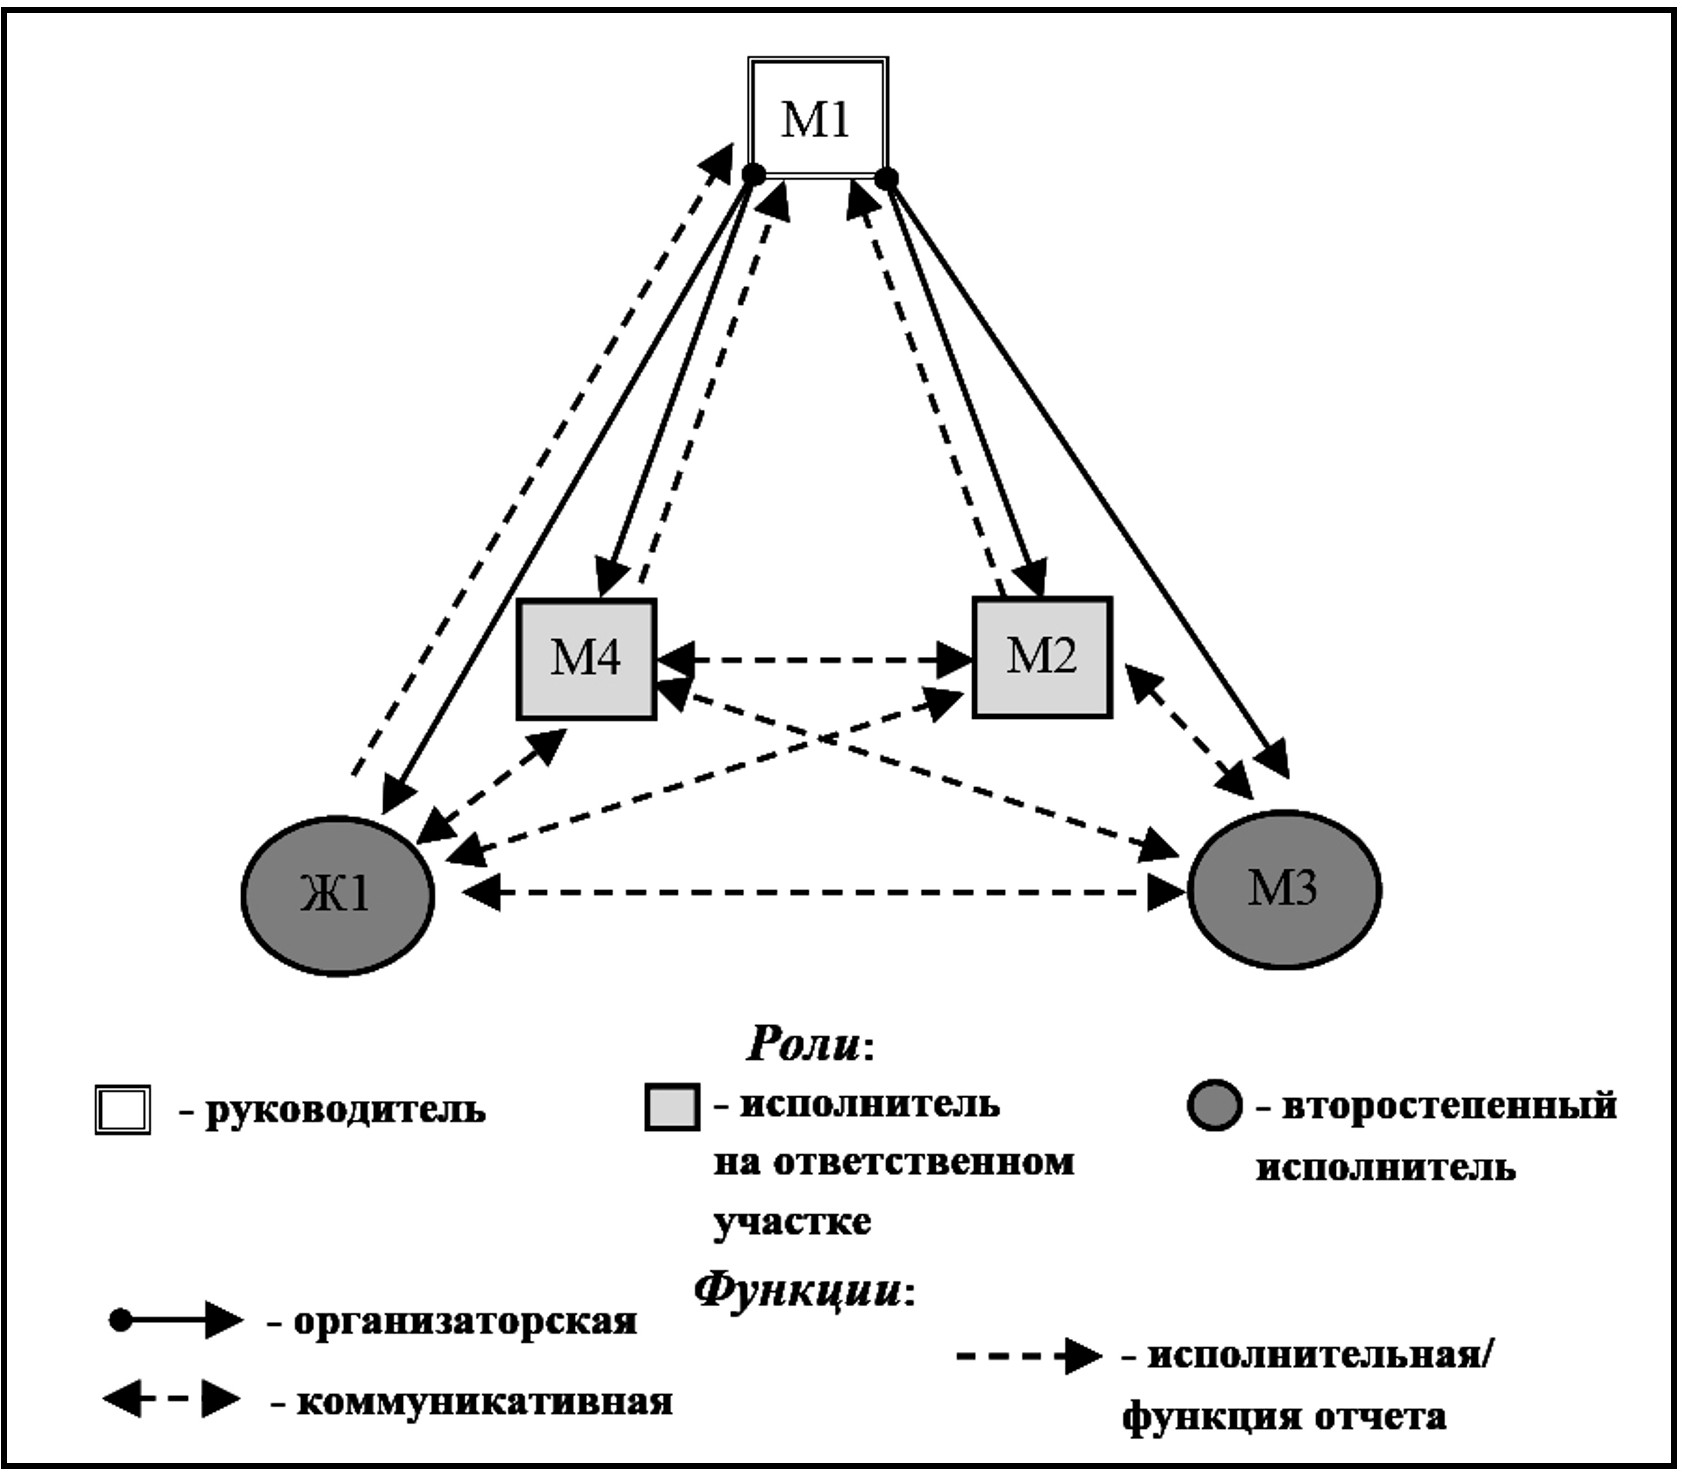 М1
М4
М2
Ж1
М3
Роли:
- руководитель
- исполнитель
на ответственном
участке
- второстепенный
исполнитель
Функции:
- организаторская
- коммуникативная
- исполнительная/
функция отчета